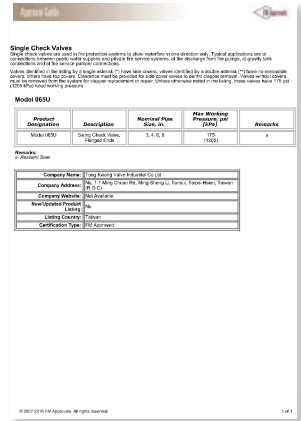 Approval Guide
FM Approvals
Single Check Valves
Single check valves are used in fire protection systems to allow waterflow in one direction only. Typical applications are at
connections between public water supplies and private fire service systems, at the discharge from fire pumps, at gravity tank
connections and at fire service pumper connections.
Valves identified in the listing by a single asterisk (*) have side covers; valves identified by a double asterisk (**) have no removable
covers; others have top covers. Clearance must be provided for side cover valves to permit clapper removal. Valves without covers
must be removed from the system for clapper replacement or repair. Unless otherwise noted in the listing, these valves have 175 psi
(1205 kPa) rated working pressure.
Model 065U
Product Designation
Description
Nominal Pipe Size, in.
Max Working Pressure, psi (kPa)
Remarks
Model 065U
Swing Check Valve, Flanged Ends
3, 4, 6, 8
175 (1205)
a
Remarks:
a. Resilient Seat.
Company Name: Tong Kwang Valve Industrial Co Ltd
Company Address: No. 1-1 Ming Chuan Rd, Ming Sheng Li, Tansui, Taipei Hsien, Taiwan (R.O.C)
Company Website: Not Available
New/Updated Product Listing: No
Listing Country: Taiwan
Certification Type: FM Approved
© 2007-2016 FM Approvals. All rights reserved.
1 of 1